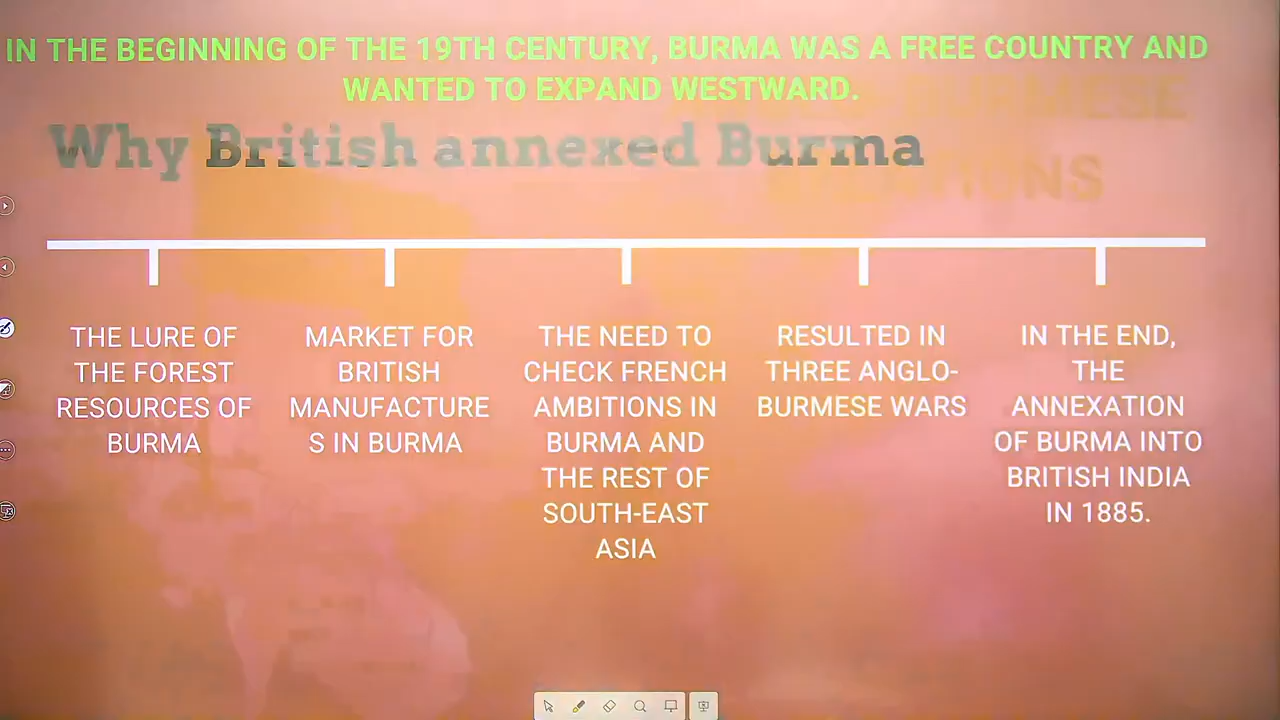 IN THE BEGINNING OF THE 19TH CENTURY, BURMA WAS A FREE COUNTRY AND
WANTED TO EXPAND WESTWARD.
BURMESE
Why British annexed Burma
THE LURE OF
THE FOREST
RESOURCES OF
BURMA
MARKET FOR
BRITISH
MANUFACTURE
S IN BURMA
THE NEED TO
CHECK FRENCH
AMBITIONS IN
BURMA AND
THE REST OF
SOUTH-EAST
ASIA
RESULTED IN
THREE ANGLO-
BURMESE WARS
IN THE END,
THE
ANNEXATION
OF BURMA INTO
BRITISH INDIA
IN 1885.